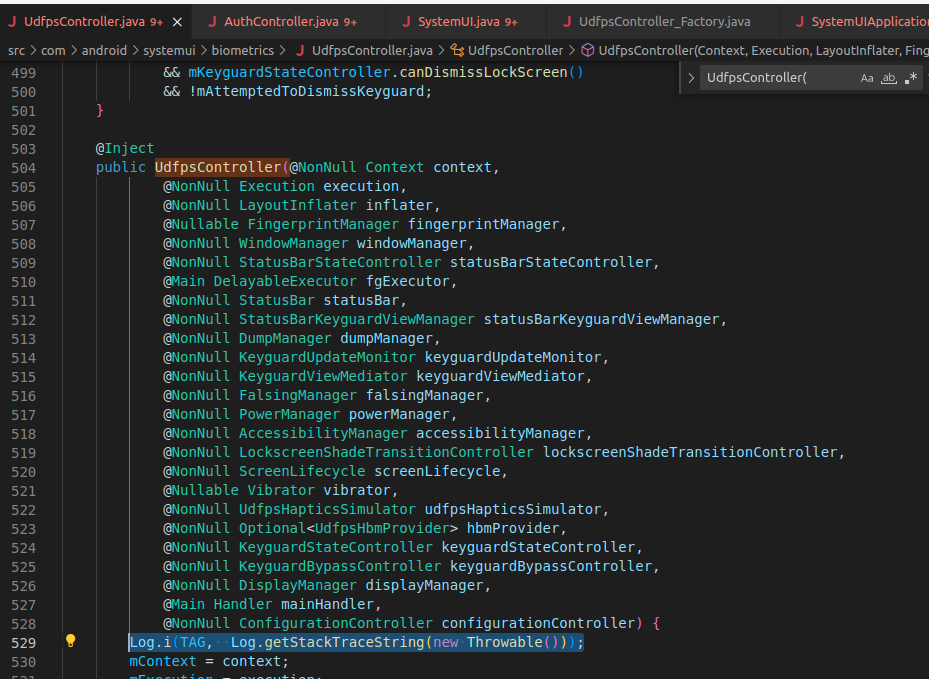 UdfpsController.java 9+ × AuthController.java 9+ SystemUI.java 9+ UdfpsController_Factory.java SystemUIApplication
src > com > android > systemui > biometrics > UdfpsController.java > UdfpsController > UdfpsController(Context, Execution, LayoutInflater, Fing
> UdfpsController( Aa ab .*
499 && mKeyguardStateController.canDismissLockScreen()
500 && !mAttemptedToDismissKeyguard;
501 }
502
503 @Inject
504 public UdfpsController(@NonNull Context context,
505 @NonNull Execution execution,
506 @NonNull LayoutInflater inflater,
507 @Nullable FingerprintManager fingerprintManager,
508 @NonNull WindowManager windowManager,
509 @NonNull StatusBarStateController statusBarStateController,
510 @Main DelayableExecutor fgExecutor,
511 @NonNull StatusBar statusBar,
512 @NonNull StatusBarKeyguardViewManager statusBarKeyguardViewManager,
513 @NonNull DumpManager dumpManager,
514 @NonNull KeyguardUpdateMonitor keyguardUpdateMonitor,
515 @NonNull KeyguardViewMediator keyguardViewMediator,
516 @NonNull FalsingManager falsingManager,
517 @NonNull PowerManager powerManager,
518 @NonNull AccessibilityManager accessibilityManager,
519 @NonNull LockscreenShadeTransitionController lockscreenShadeTransitionController,
520 @NonNull ScreenLifecycle screenLifecycle,
521 @Nullable Vibrator vibrator,
522 @NonNull UdfpsHapticsSimulator udfpsHapticsSimulator,
523 @NonNull Optional<UdfpsHbmProvider> hbmProvider,
524 @NonNull KeyguardStateController keyguardStateController,
525 @NonNull KeyguardBypassController keyguardBypassController,
526 @NonNull DisplayManager displayManager,
527 @Main Handler mainHandler,
528 @NonNull ConfigurationController configurationController) {
529 Log.i(TAG, Log.getStackTraceString(new Throwable()));
530 mContext = context;
531 mExecution = execution;